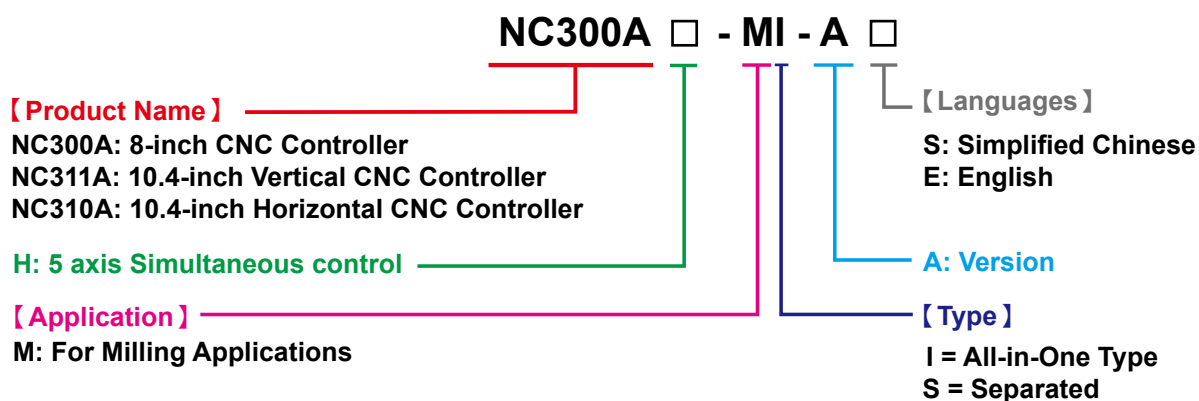 NC300A □ - MI - A □
【Product Name】
NC300A: 8-inch CNC Controller
NC311A: 10.4-inch Vertical CNC Controller
NC310A: 10.4-inch Horizontal CNC Controller
H: 5 axis Simultaneous control
【Application】
M: For Milling Applications
【Languages】
S: Simplified Chinese
E: English
A: Version
【Type】
I = All-in-One Type
S = Separated